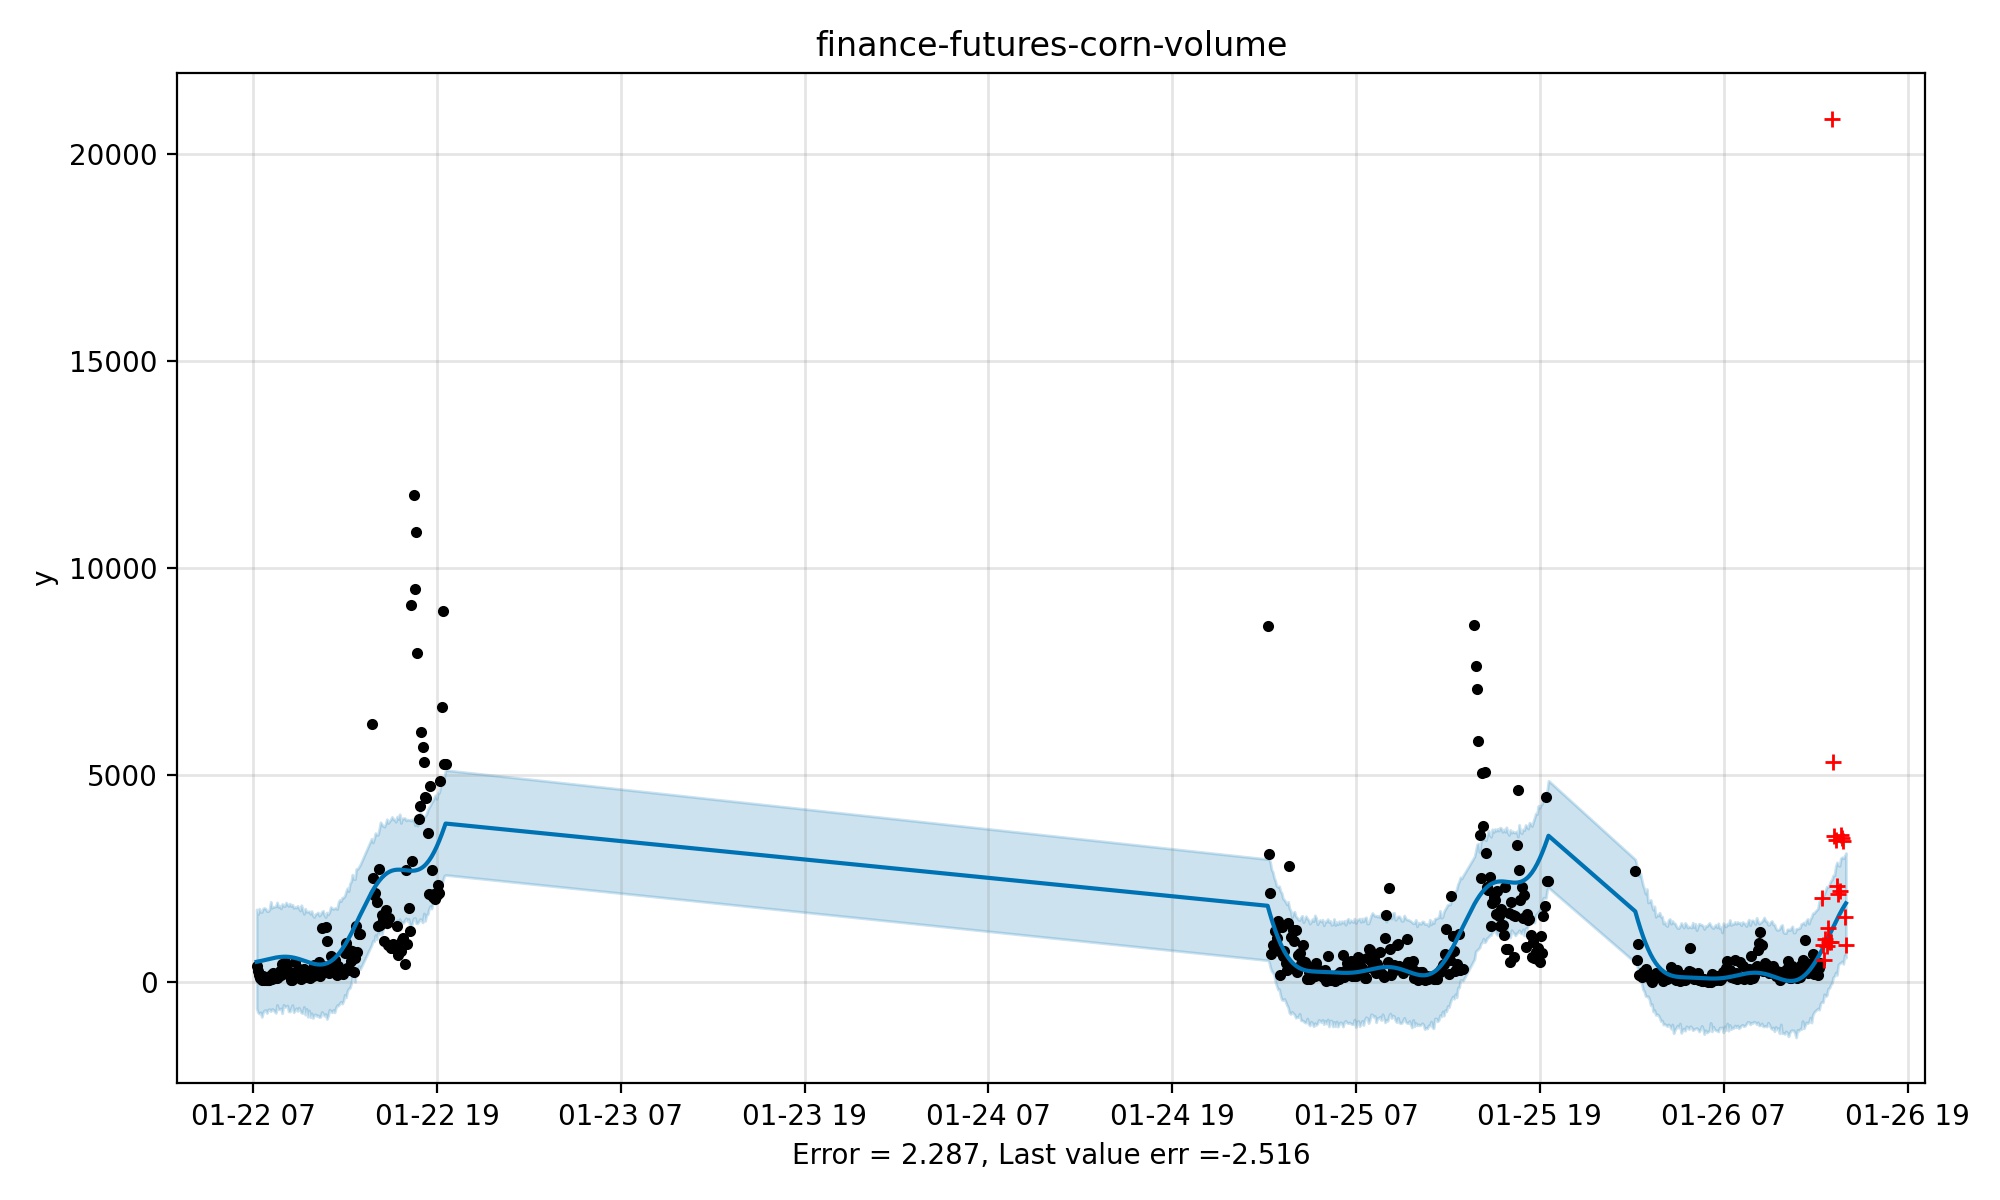 finance-futures-corn-volume
y
20000
15000
10000
5000
0
01-22 07 01-22 19 01-23 07 01-23 19 01-24 07 01-24 19 01-25 07 01-25 19 01-26 07 01-26 19
Error = 2.287, Last value err =-2.516